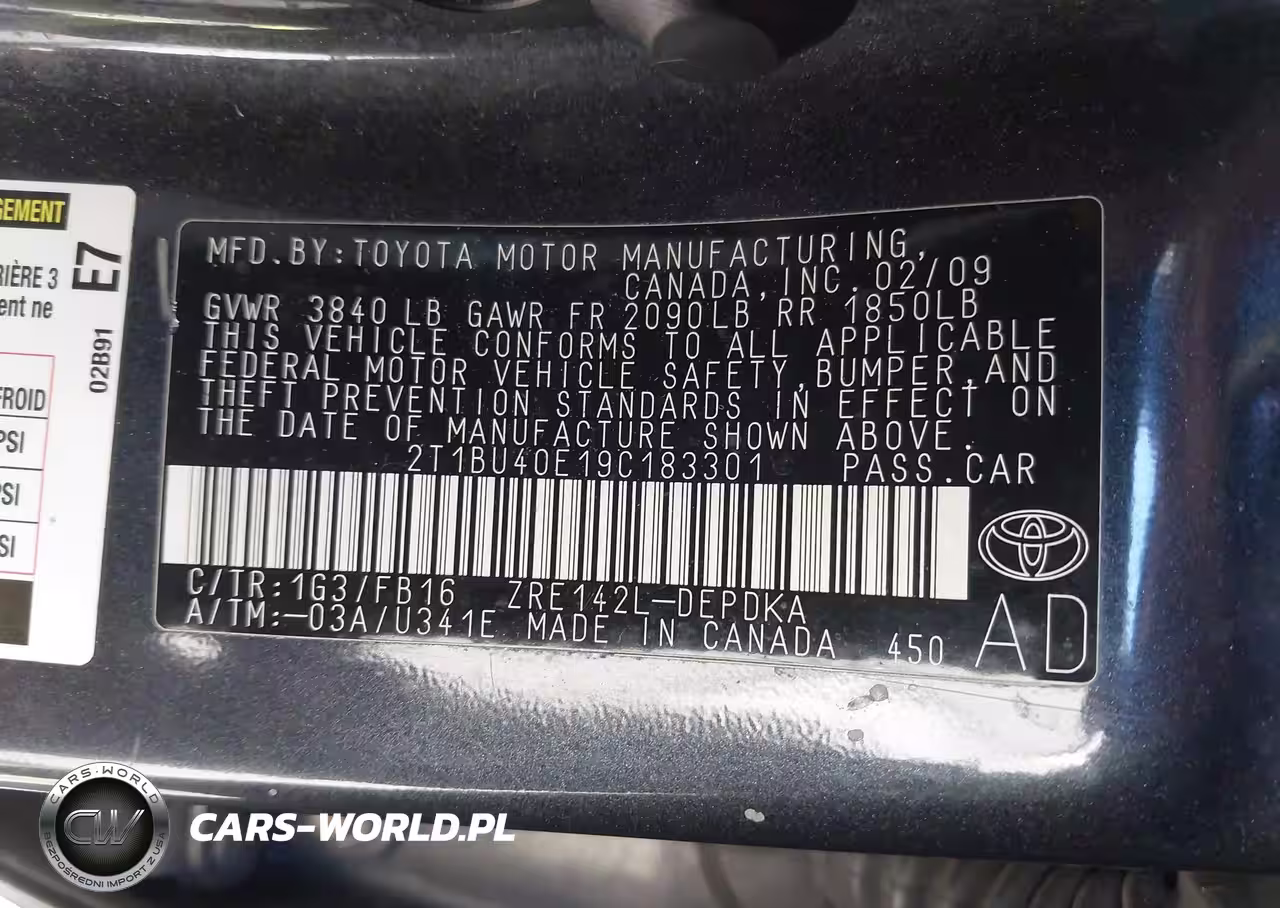 GEMENT
E7
RIÈRE 3
ent ne
02B91
FROID
PSI
PSI
SI
MFD.BY:TOYOTA MOTOR MANUFACTURING,
CANADA,INC.02/09
GVWR 3840 LB GAWR FR 2090LB RR 1850LB
THIS VEHICLE CONFORMS TO ALL APPLICABLE
FEDERAL MOTOR VEHICLE SAFETY,BUMPER,AND
THEFT PREVENTION STANDARDS IN EFFECT ON
THE DATE OF MANUFACTURE SHOWN ABOVE.
2T1BU40E19C183301 PASS.CAR
C/TR:1G3/FB16 ZRE142L-DEPDKA
A/TM:-03A/U341E MADE IN CANADA 450
AD
CARS-WORLD
CW
BEZPOŚREDNI IMPORT Z USA
CARS-WORLD.PL